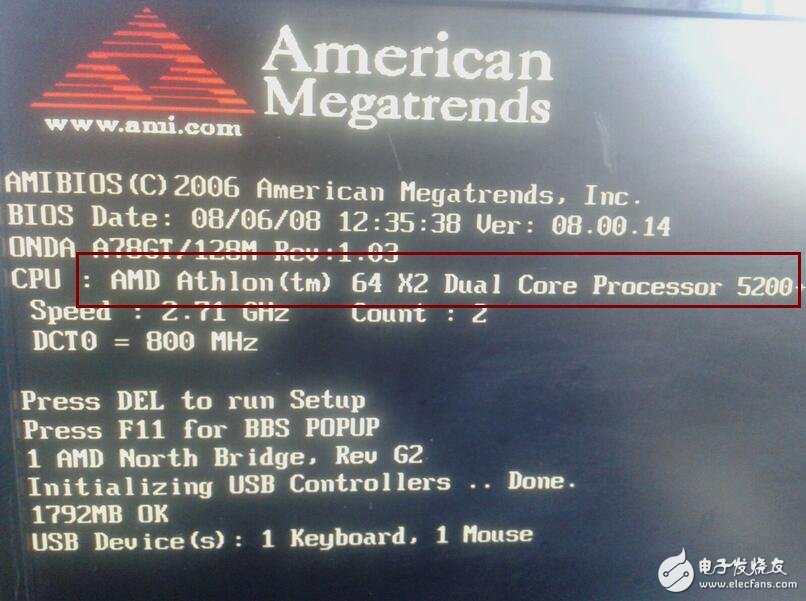 American
Megatrends
www.ami.com
AMIBIOS(C)2006 American Megatrends, Inc.
BIOS Date: 08/06/08 12:35:38 Ver: 08.00.14
ONDA A78GT/128M Rev:1.03
CPU : AMD Athlon(tm) 64 X2 Dual Core Processor 5200+
Speed : 2.71 GHz Count : 2
DCT0 = 800 MHz
Press DEL to run Setup
Press F11 for BBS POPUP
1 AMD North Bridge, Rev G2
Initializing USB Controllers .. Done.
1792MB OK
USB Device(s): 1 Keyboard, 1 Mouse
电子发烧友
www.elecfans.com